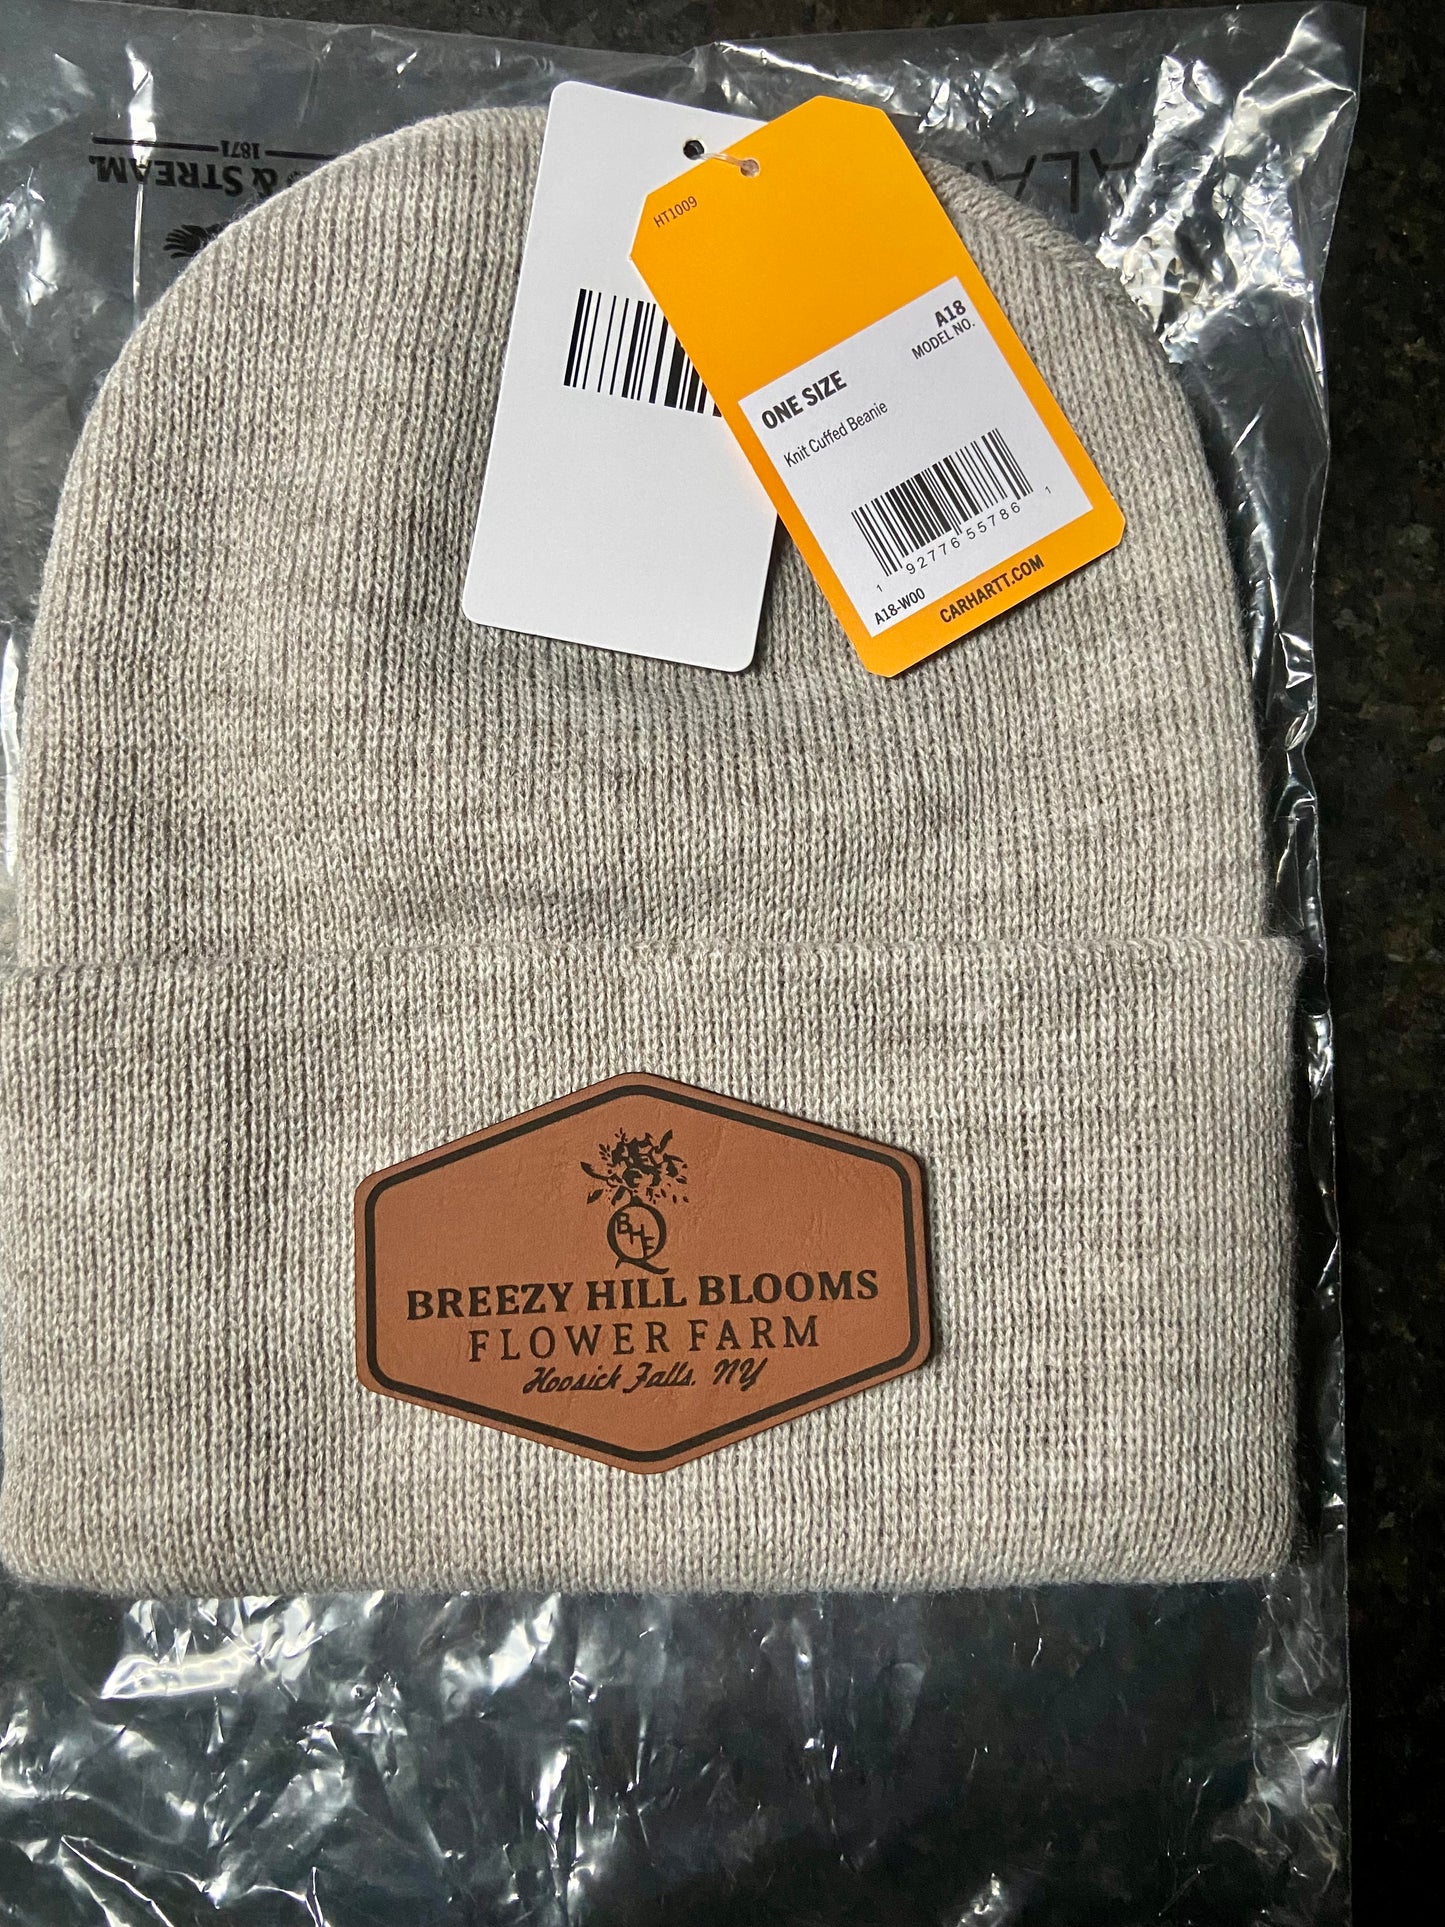 1871
& STREAM
HT1009
A18
MODEL NO.
ONE SIZE
Knit Cuffed Beanie
1 92776 55786 1
A18-W00
CARHARTT.COM
BHF
BREEZY HILL BLOOMS
FLOWER FARM
Hoosick Falls, NY